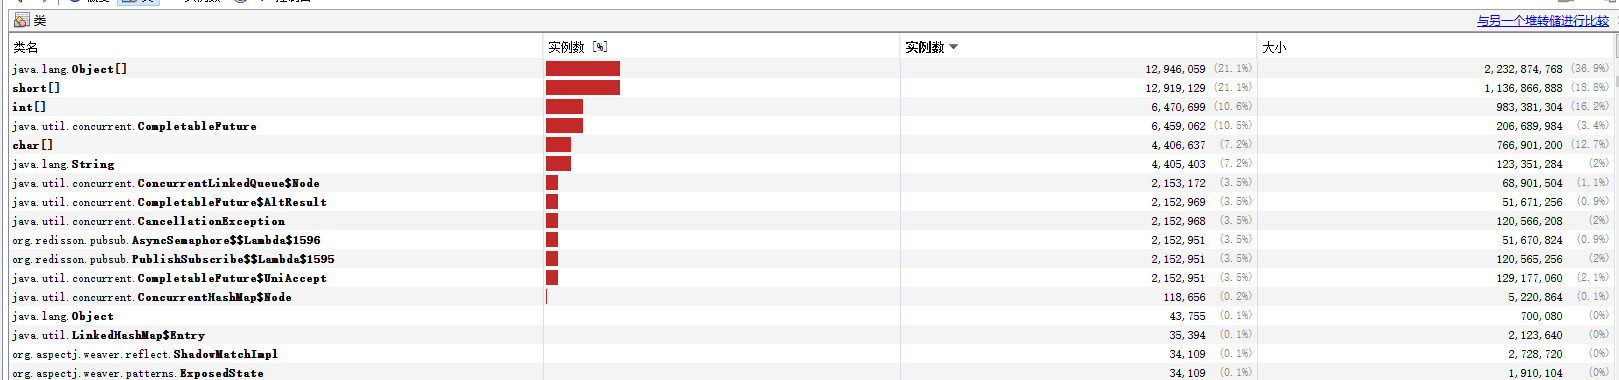 类
与另一个堆转储进行比较
类名 实例数 [%] 实例数 大小
java.lang.Object[] 12,946,059 (21.1%) 2,232,874,768 (36.9%)
short[] 12,919,129 (21.1%) 1,136,866,888 (18.8%)
int[] 6,470,699 (10.6%) 983,381,304 (16.2%)
java.util.concurrent.CompletableFuture 6,459,062 (10.5%) 206,689,984 (3.4%)
char[] 4,406,637 (7.2%) 766,901,200 (12.7%)
java.lang.String 4,405,403 (7.2%) 123,351,284 (2%)
java.util.concurrent.ConcurrentLinkedQueue$Node 2,153,172 (3.5%) 68,901,504 (1.1%)
java.util.concurrent.CompletableFuture$AltResult 2,152,969 (3.5%) 51,671,256 (0.9%)
java.util.concurrent.CancellationException 2,152,968 (3.5%) 120,566,208 (2%)
org.redisson.pubsub.AsyncSemaphore$$Lambda$1596 2,152,951 (3.5%) 51,670,824 (0.9%)
org.redisson.pubsub.PublishSubscribe$$Lambda$1595 2,152,951 (3.5%) 120,565,256 (2%)
java.util.concurrent.CompletableFuture$UniAccept 2,152,951 (3.5%) 129,177,060 (2.1%)
java.util.concurrent.ConcurrentHashMap$Node 118,656 (0.2%) 5,220,864 (0.1%)
java.lang.Object 43,755 (0.1%) 700,080 (0%)
java.util.LinkedHashMap$Entry 35,394 (0.1%) 2,123,640 (0%)
org.aspectj.weaver.reflect.ShadowMatchImpl 34,109 (0.1%) 2,728,720 (0%)
org.aspectj.weaver.patterns.ExposedState 34,109 (0.1%) 1,910,104 (0%)